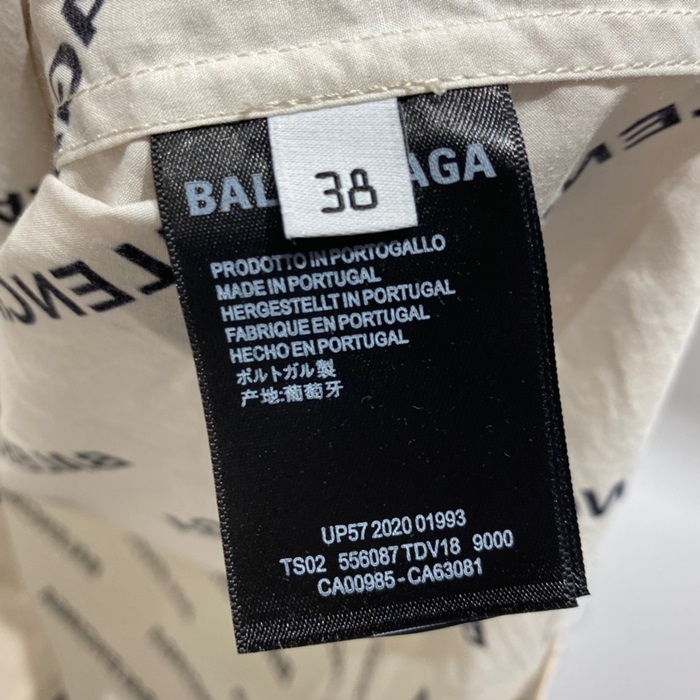 BAL AGA
38
PRODOTTO IN PORTOGALLO
MADE IN PORTUGAL
HERGESTELLT IN PORTUGAL
FABRIQUE EN PORTUGAL
HECHO EN PORTUGAL
ポルトガル製
产地:葡萄牙
UP57 2020 01993
TS02 556087 TDV18 9000
CA00985-CA63081